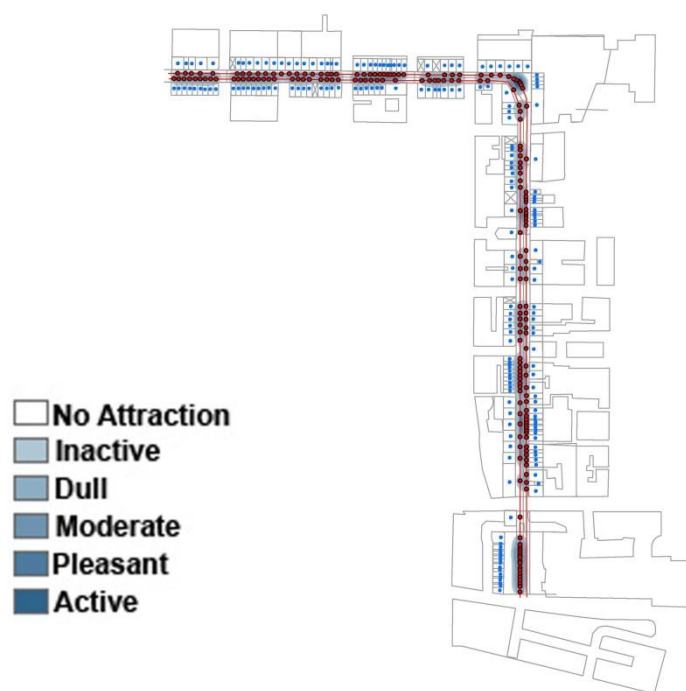 No Attraction
Inactive
Dull
Moderate
Pleasant
Active